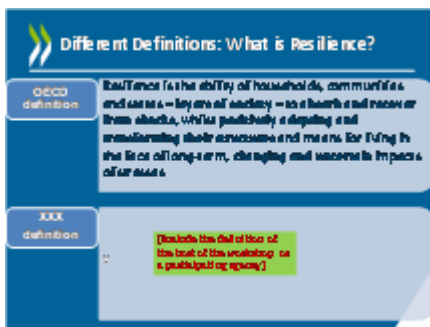 Different Definitions: What is Resilience?
OECD
definition
Resilience is the ability of households, communities
and states – layers of society – to absorb and recover
from shocks, whilst positively adapting and
transforming their structures and means for living in
the face of long-term, changing and uncertain impacts
of stresses
XXX
definition
[Include the definition of
the host of the workshop or
a participating agency]